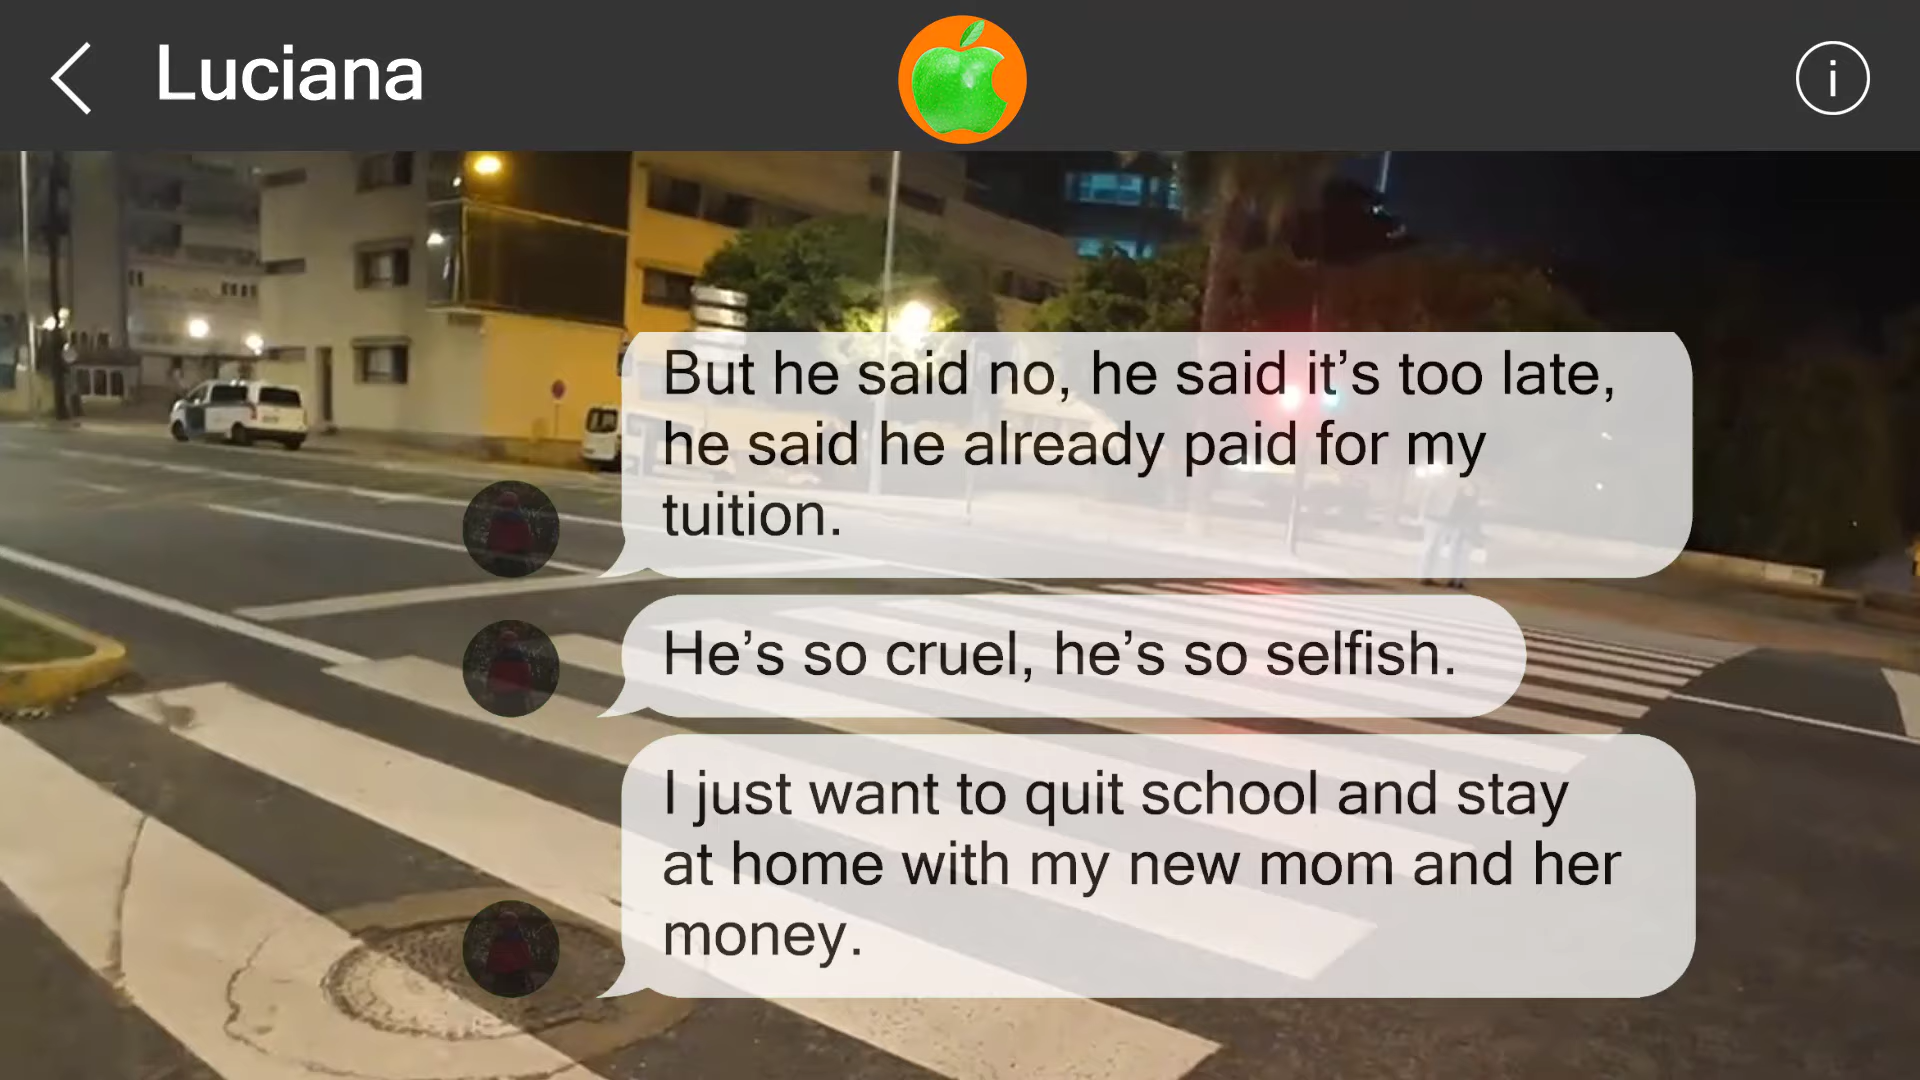 Luciana
But he said no, he said it’s too late,
he said he already paid for my
tuition.
He’s so cruel, he’s so selfish.
I just want to quit school and stay
at home with my new mom and her
money.